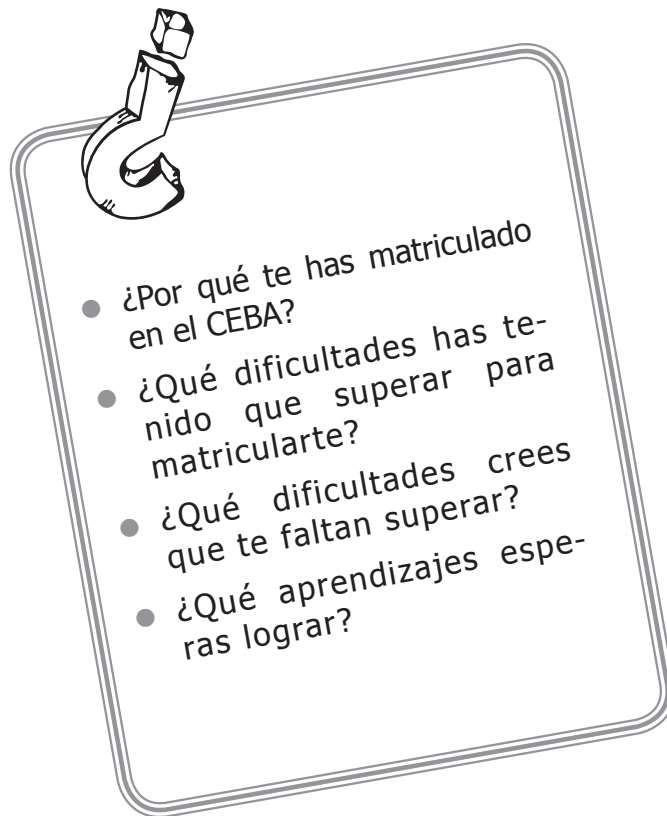 ¿
• ¿Por qué te has matriculado
en el CEBA?
• ¿Qué dificultades has te-
nido que superar para
matricularte?
• ¿Qué dificultades crees
que te faltan superar?
• ¿Qué aprendizajes espe-
ras lograr?